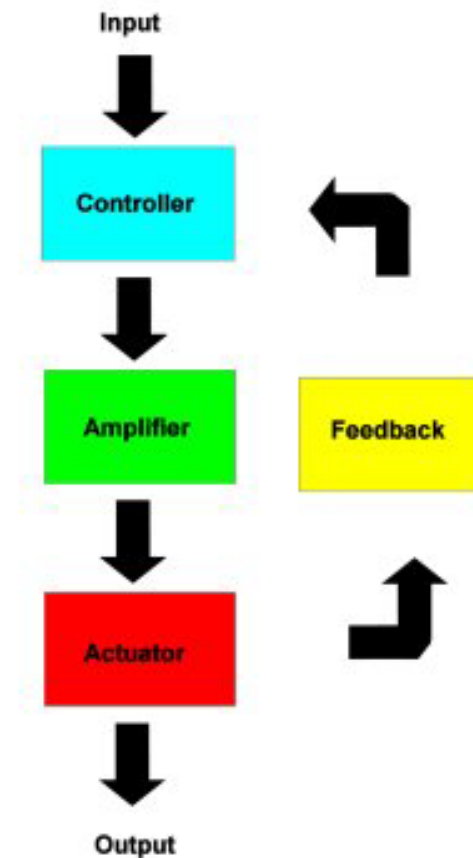 Input
Controller
Amplifier
Feedback
Actuator
Output